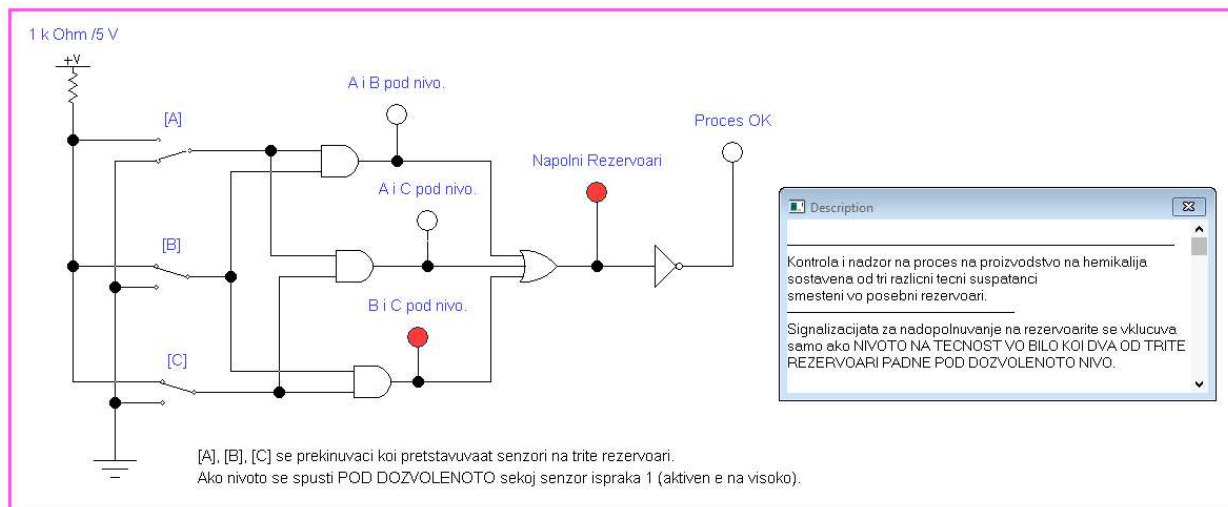 1 k Ohm /5 V
+V
A i B pod nivo.
[A]
Proces OK
Napolni Rezervoari
A i C pod nivo.
[B]
B i C pod nivo.
[C]
Description
Kontrola i nadzor na proces na proizvodstvo na hemikalija
sostavena od tri razlicni tecni suspatanci
smesteni vo posebni rezervoari.
Signalizacijata za nadopolnuvanje na rezervoarite se vklucuva
samo ako NIVOTO NA TECNOST VO BILO KOI DVA OD TRITE
REZERVOARI PADNE POD DOZVOLENOTO NIVO.
[A], [B], [C] se prekinuvaci koi pretstavuvaat senzori na trite rezervoari.
Ako nivoto se spusti POD DOZVOLENOTO sekoj senzor ispraka 1 (aktiven e na visoko).